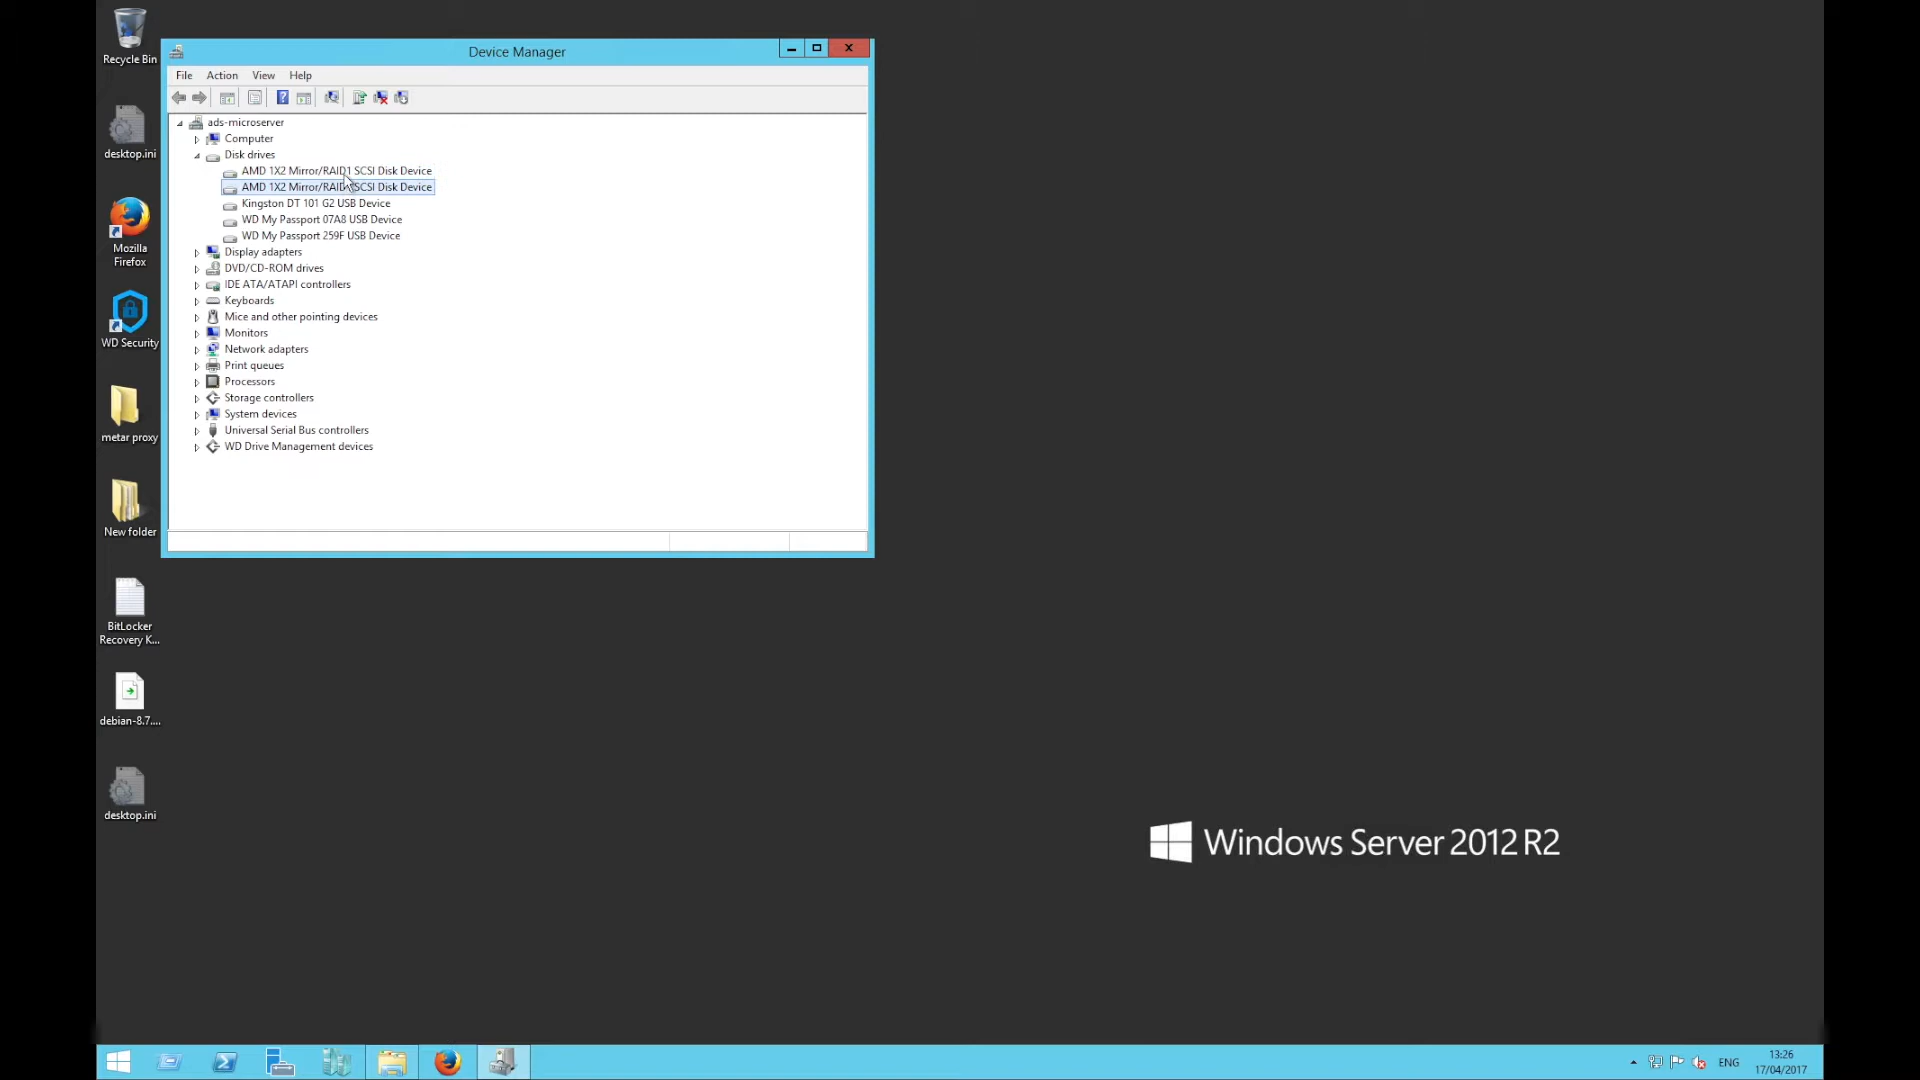 Recycle Bin
desktop.ini
Mozilla
Firefox
WD Security
metar proxy
New folder
BitLocker
Recovery K...
debian-8.7....
desktop.ini
Device Manager
File Action View Help
ads-microserver
Computer
Disk drives
AMD 1X2 Mirror/RAID1 SCSI Disk Device
AMD 1X2 Mirror/RAID1 SCSI Disk Device
Kingston DT 101 G2 USB Device
WD My Passport 07A8 USB Device
WD My Passport 259F USB Device
Display adapters
DVD/CD-ROM drives
IDE ATA/ATAPI controllers
Keyboards
Mice and other pointing devices
Monitors
Network adapters
Print queues
Processors
Storage controllers
System devices
Universal Serial Bus controllers
WD Drive Management devices
Windows Server 2012 R2
ENG
13:26
17/04/2017